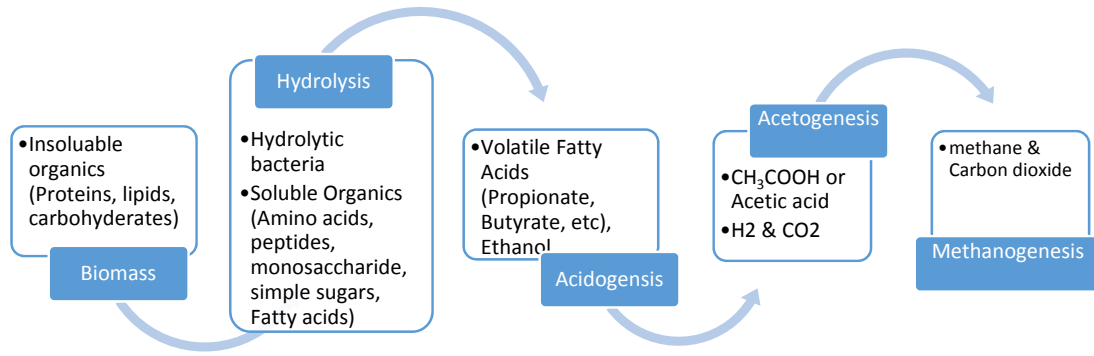 •Insoluable
organics
(Proteins, lipids,
carbohyderates)
Biomass
Hydrolysis
•Hydrolytic
bacteria
•Soluble Organics
(Amino acids,
peptides,
monosaccharide,
simple sugars,
Fatty acids)
•Volatile Fatty
Acids
(Propionate,
Butyrate, etc),
Ethanol
Acidogensis
Acetogenesis
•CH₃COOH or
Acetic acid
•H2 & CO2
•methane &
Carbon dioxide
Methanogenesis